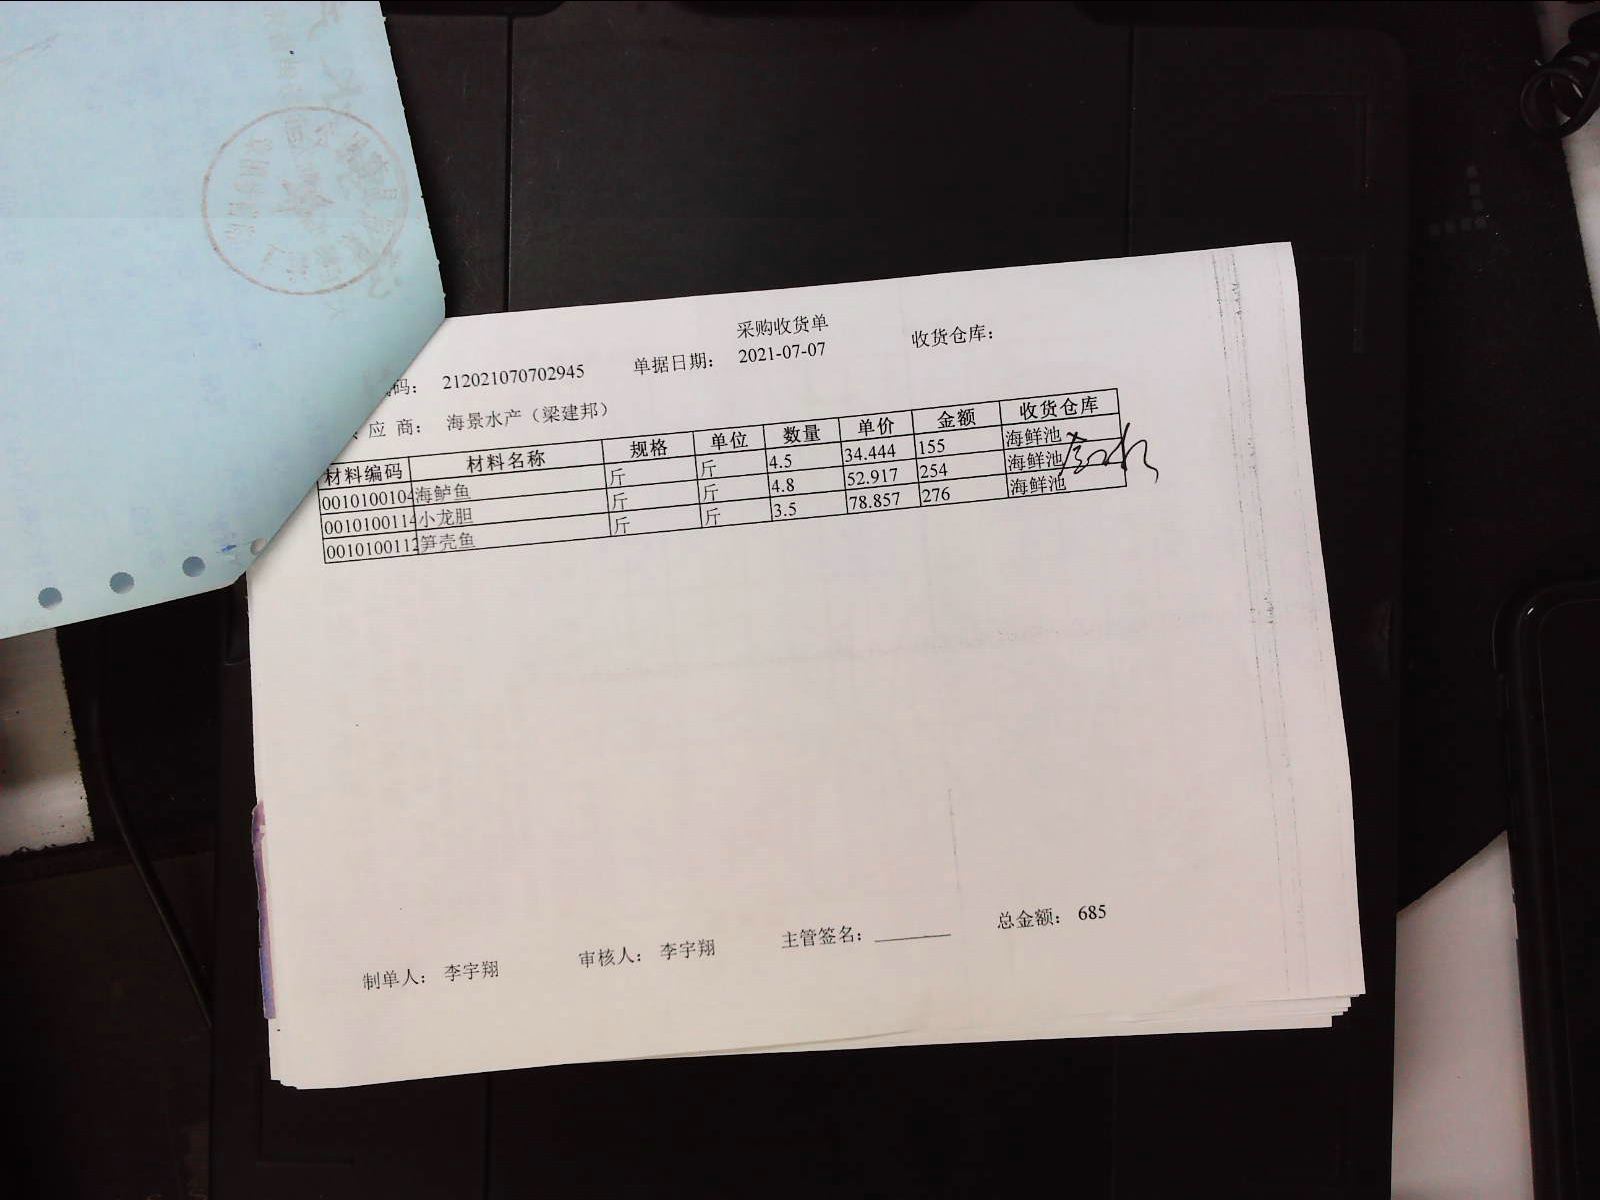 采购收货单
码： 212021070702945 单据日期： 2021-07-07 收货仓库：
应 商： 海景水产（梁建邦）
材料编码 材料名称 规格 单位 数量 单价 金额 收货仓库
0010100104 海鲈鱼 斤 斤 4.5 34.444 155 海鲜池
0010100114 小龙胆 斤 斤 4.8 52.917 254 海鲜池
0010100112 笋壳鱼 斤 斤 3.5 78.857 276 海鲜池
制单人： 李宇翔 审核人： 李宇翔 主管签名： 总金额： 685